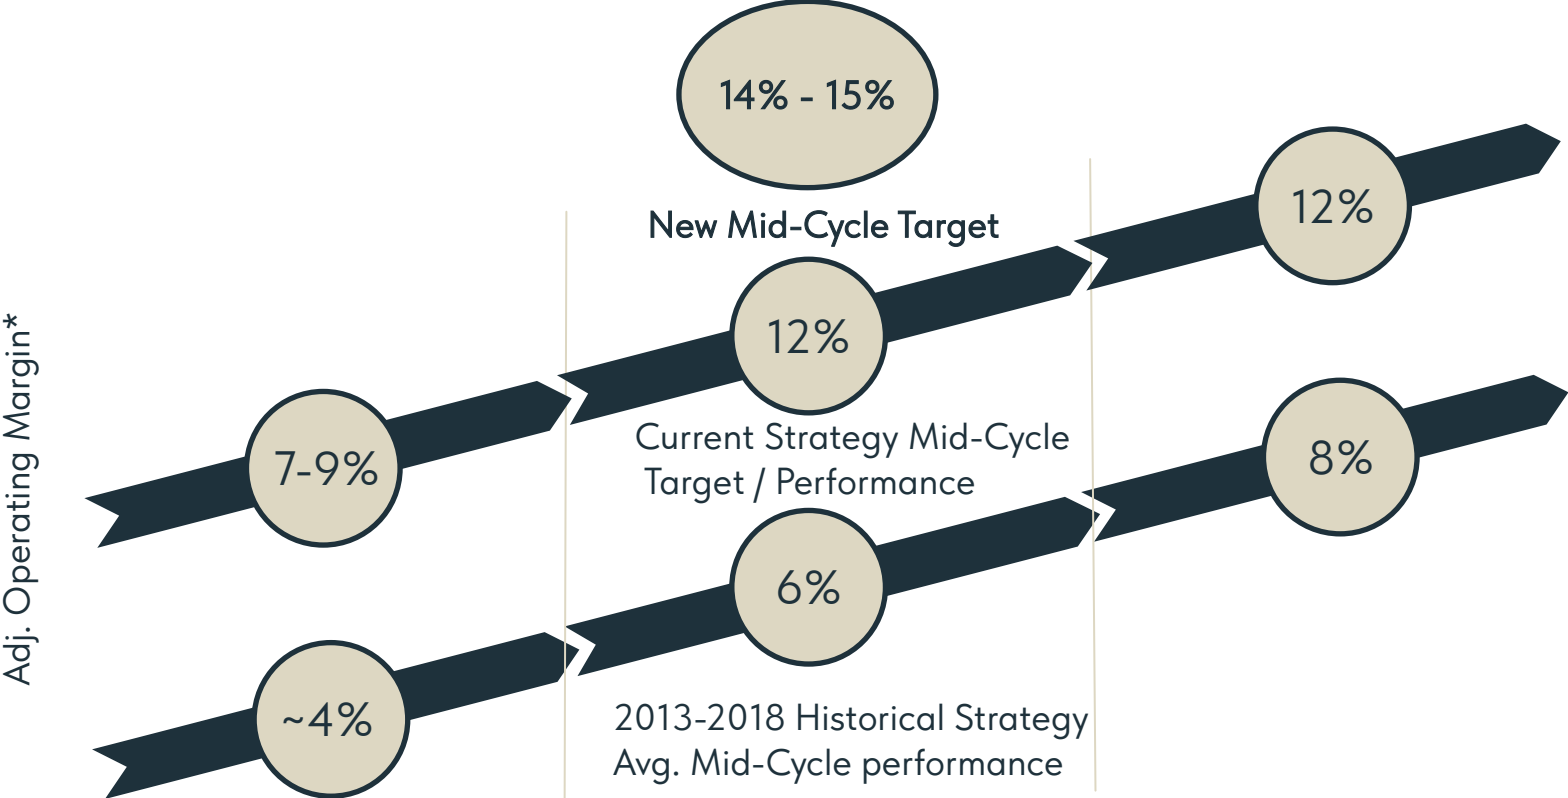 14% - 15%
New Mid-Cycle Target
12%
12%
7-9%
Current Strategy Mid-Cycle
Target / Performance
8%
6%
~4%
2013-2018 Historical Strategy
Avg. Mid-Cycle performance
Adj. Operating Margin*